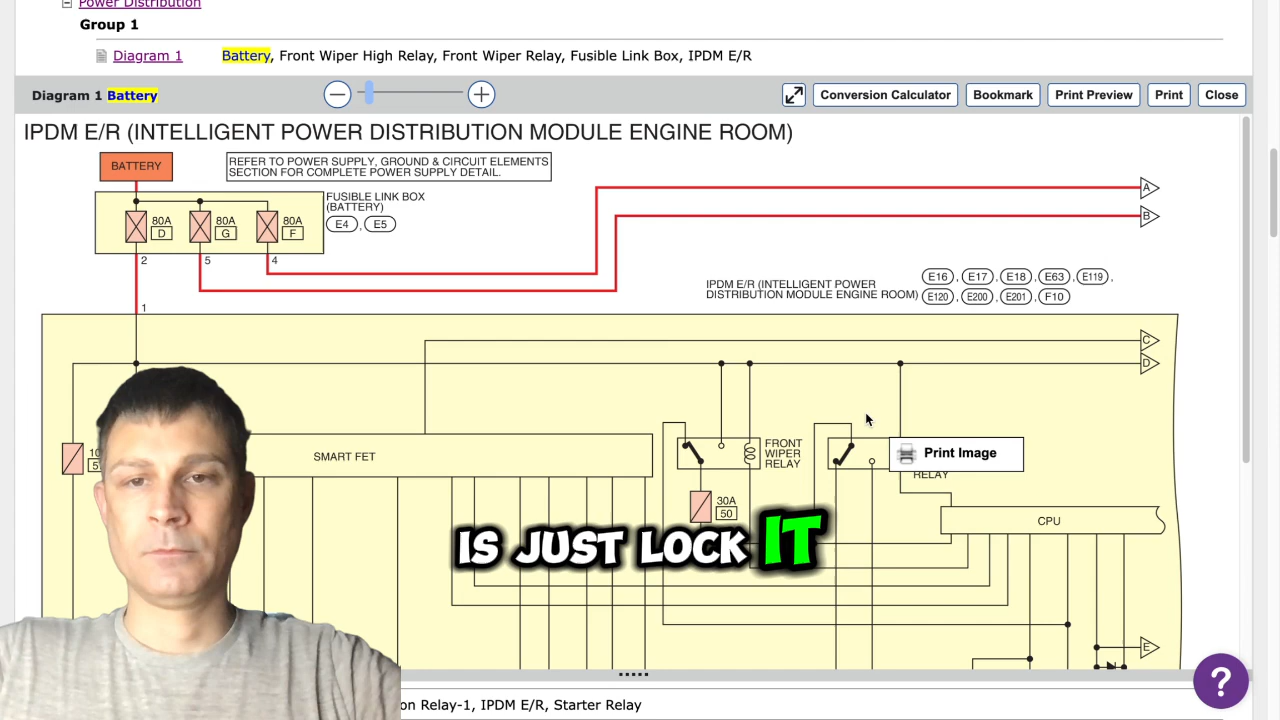 Power Distribution
Group 1
Diagram 1 Battery, Front Wiper High Relay, Front Wiper Relay, Fusible Link Box, IPDM E/R
Diagram 1 Battery
Conversion Calculator Bookmark Print Preview Print Close
IPDM E/R (INTELLIGENT POWER DISTRIBUTION MODULE ENGINE ROOM)
BATTERY
REFER TO POWER SUPPLY, GROUND & CIRCUIT ELEMENTS
SECTION FOR COMPLETE POWER SUPPLY DETAIL.
A
FUSIBLE LINK BOX
(BATTERY)
E4, E5
80A D
80A G
80A F
B
2 5 4
IPDM E/R (INTELLIGENT POWER
DISTRIBUTION MODULE ENGINE ROOM)
E16, E17, E18, E63, E119,
E120, E200, E201, F10
1
C
D
SMART FET
10
5
FRONT
WIPER
RELAY
Print Image
RELAY
30A
50
CPU
IS JUST LOCK IT
E
?
on Relay-1, IPDM E/R, Starter Relay